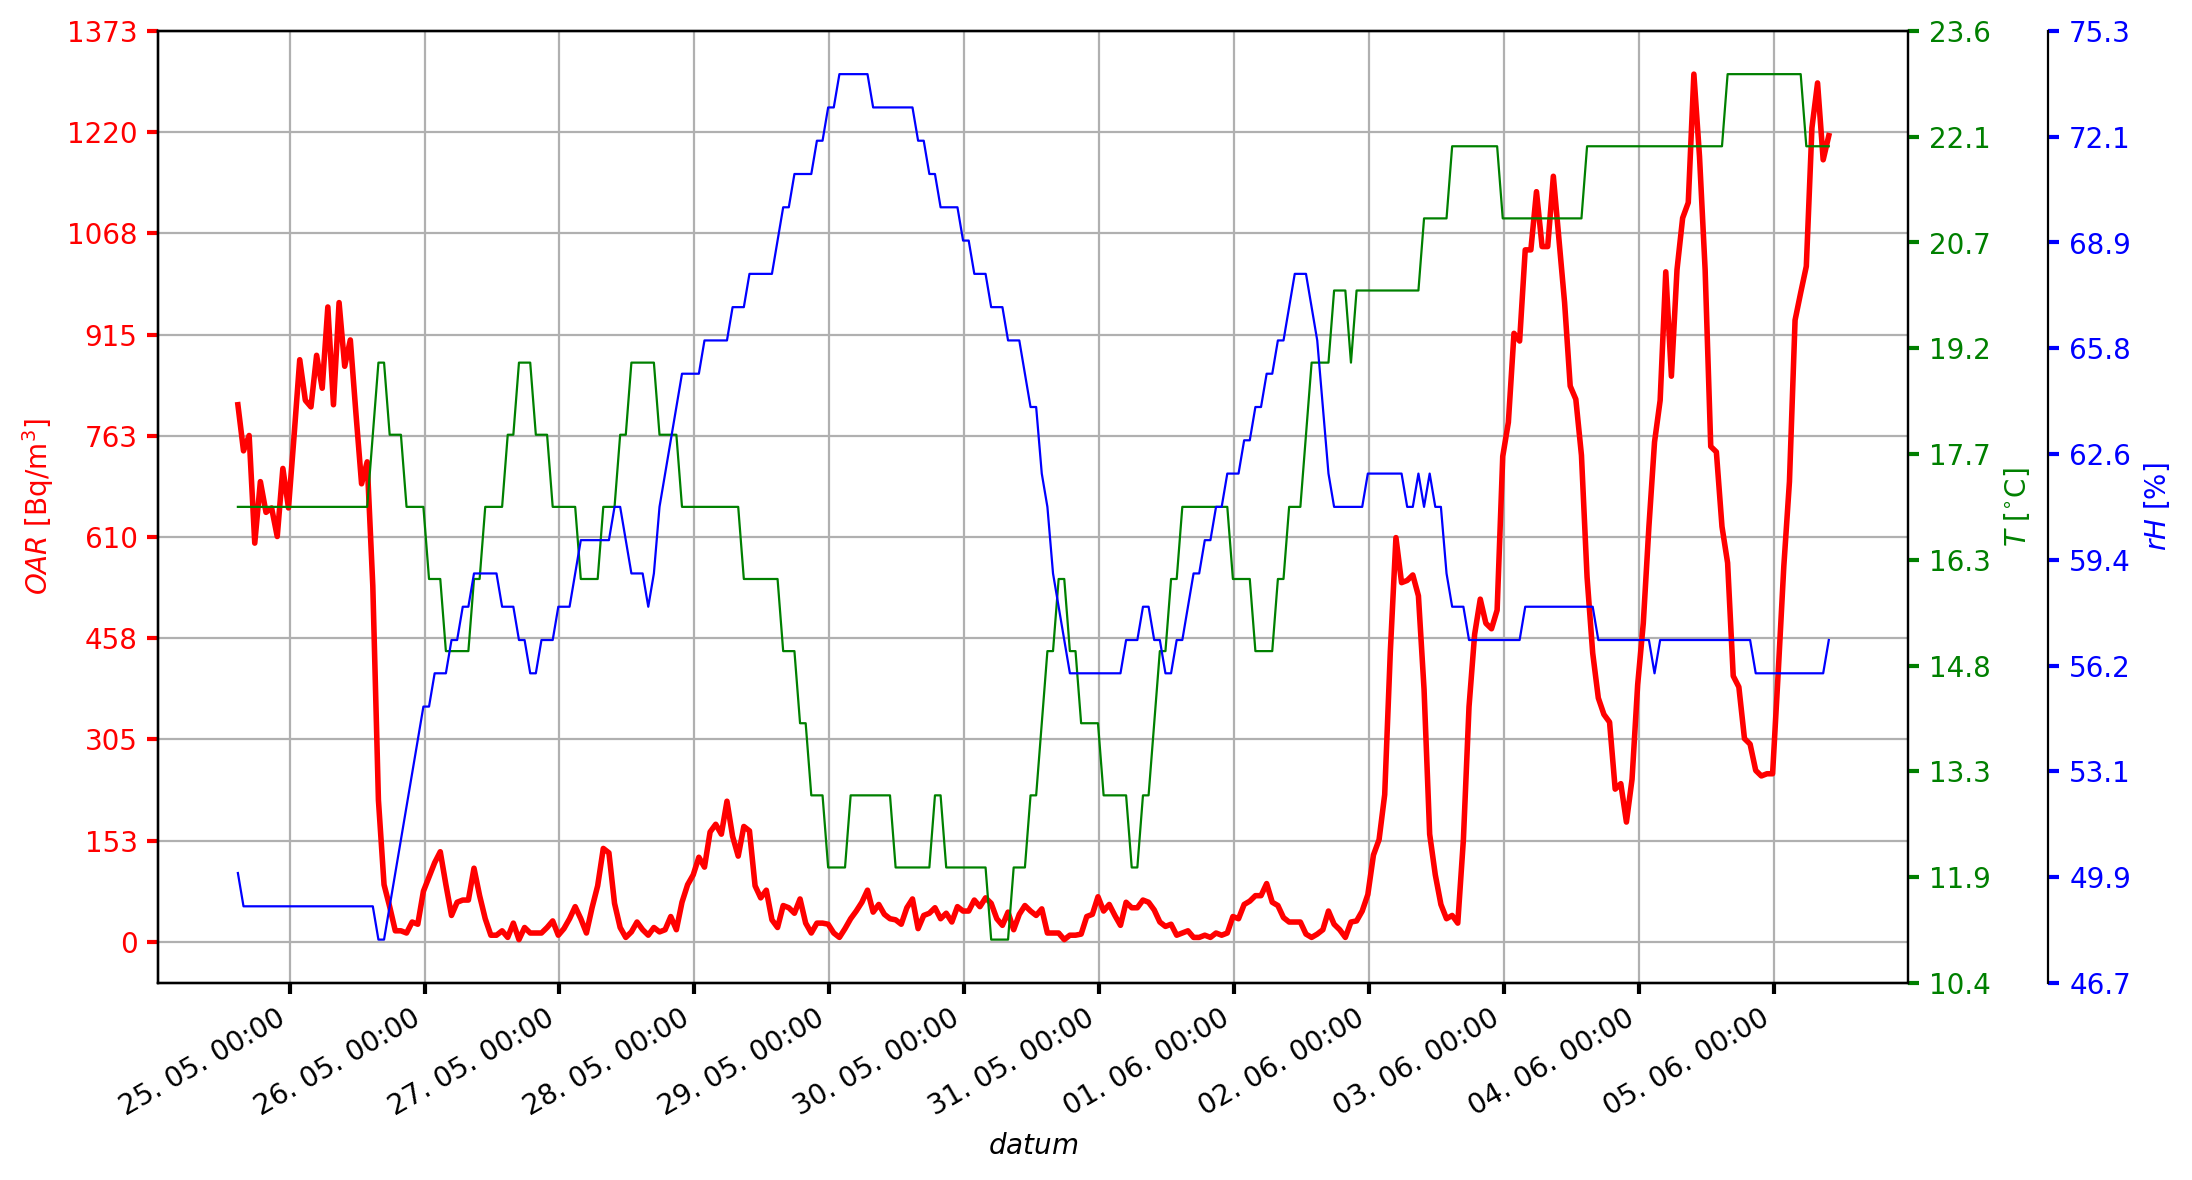 1373
1220
1068
915
763
610
458
305
153
0
OAR [Bq/m³]
23.6
22.1
20.7
19.2
17.7
16.3
14.8
13.3
11.9
10.4
T [°C]
75.3
72.1
68.9
65.8
62.6
59.4
56.2
53.1
49.9
46.7
rH [%]
25. 05. 00:00
26. 05. 00:00
27. 05. 00:00
28. 05. 00:00
29. 05. 00:00
30. 05. 00:00
31. 05. 00:00
01. 06. 00:00
02. 06. 00:00
03. 06. 00:00
04. 06. 00:00
05. 06. 00:00
datum